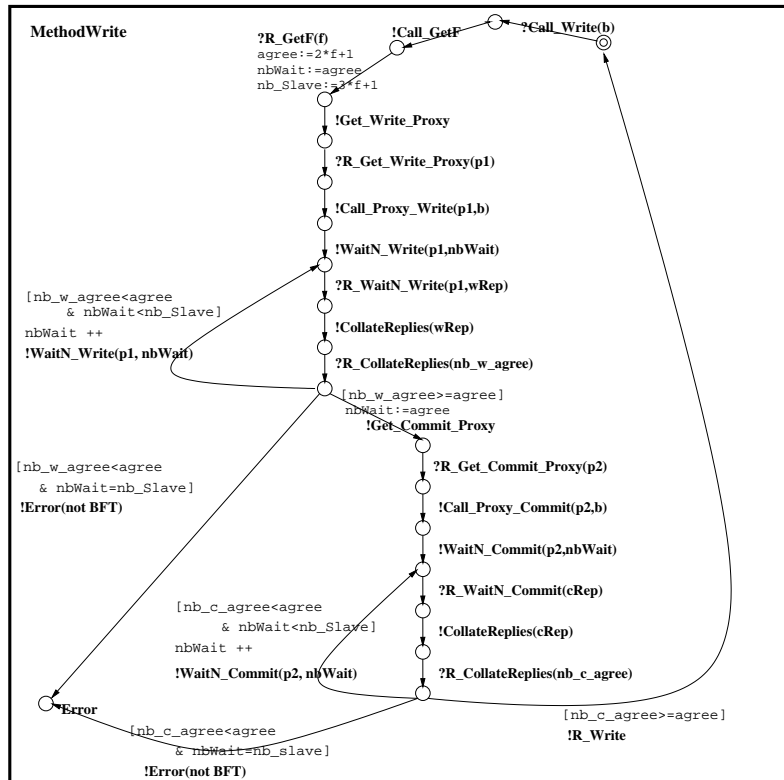 MethodWrite
?Call_Write(b)
!Call_GetF
?R_GetF(f)
agree:=2*f+1
nbWait:=agree
nb_Slave:=3*f+1
!Get_Write_Proxy
?R_Get_Write_Proxy(p1)
!Call_Proxy_Write(p1,b)
!WaitN_Write(p1,nbWait)
?R_WaitN_Write(p1,wRep)
!CollateReplies(wRep)
?R_CollateReplies(nb_w_agree)
[nb_w_agree<agree
& nbWait<nb_Slave]
nbWait ++
!WaitN_Write(p1, nbWait)
[nb_w_agree>=agree]
nbWait:=agree
!Get_Commit_Proxy
[nb_w_agree<agree
& nbWait=nb_Slave]
!Error(not BFT)
?R_Get_Commit_Proxy(p2)
!Call_Proxy_Commit(p2,b)
!WaitN_Commit(p2,nbWait)
?R_WaitN_Commit(cRep)
!CollateReplies(cRep)
?R_CollateReplies(nb_c_agree)
[nb_c_agree<agree
& nbWait<nb_Slave]
nbWait ++
!WaitN_Commit(p2, nbWait)
Error
[nb_c_agree<agree
& nbWait=nb_slave]
!Error(not BFT)
[nb_c_agree>=agree]
!R_Write